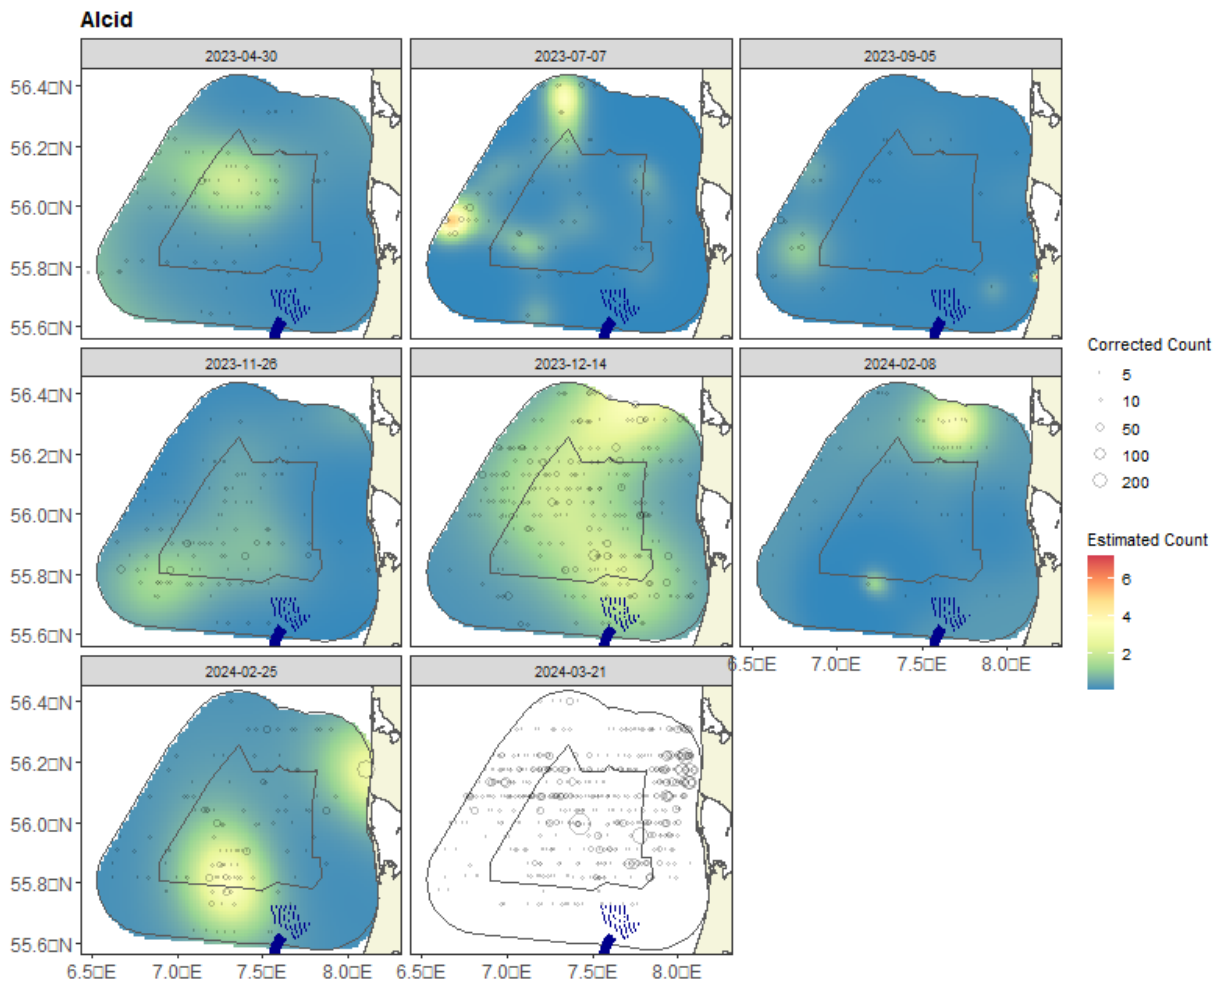 Alcid
2023-04-30
2023-07-07
2023-09-05
56.4□N
56.2□N
56.0□N
55.8□N
55.6□N
2023-11-26
2023-12-14
2024-02-08
56.4□N
56.2□N
56.0□N
55.8□N
55.6□N
6.5□E
7.0□E
7.5□E
8.0□E
2024-02-25
2024-03-21
56.4□N
56.2□N
56.0□N
55.8□N
55.6□N
6.5□E
7.0□E
7.5□E
8.0□E
6.5□E
7.0□E
7.5□E
8.0□E
Corrected Count
5
10
50
100
200
Estimated Count
6
4
2